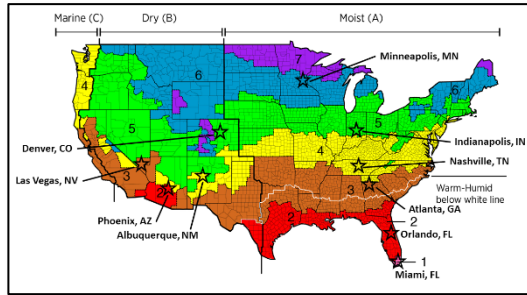 Marine (C) Dry (B) Moist (A)
7
Minneapolis, MN
6
6
4
5
5
Denver, CO
Indianapolis, IN
4
Nashville, TN
Las Vegas, NV
3
3
Warm-Humid
below white line
Phoenix, AZ
2
Atlanta, GA
Albuquerque, NM
2
2
Orlando, FL
1
Miami, FL